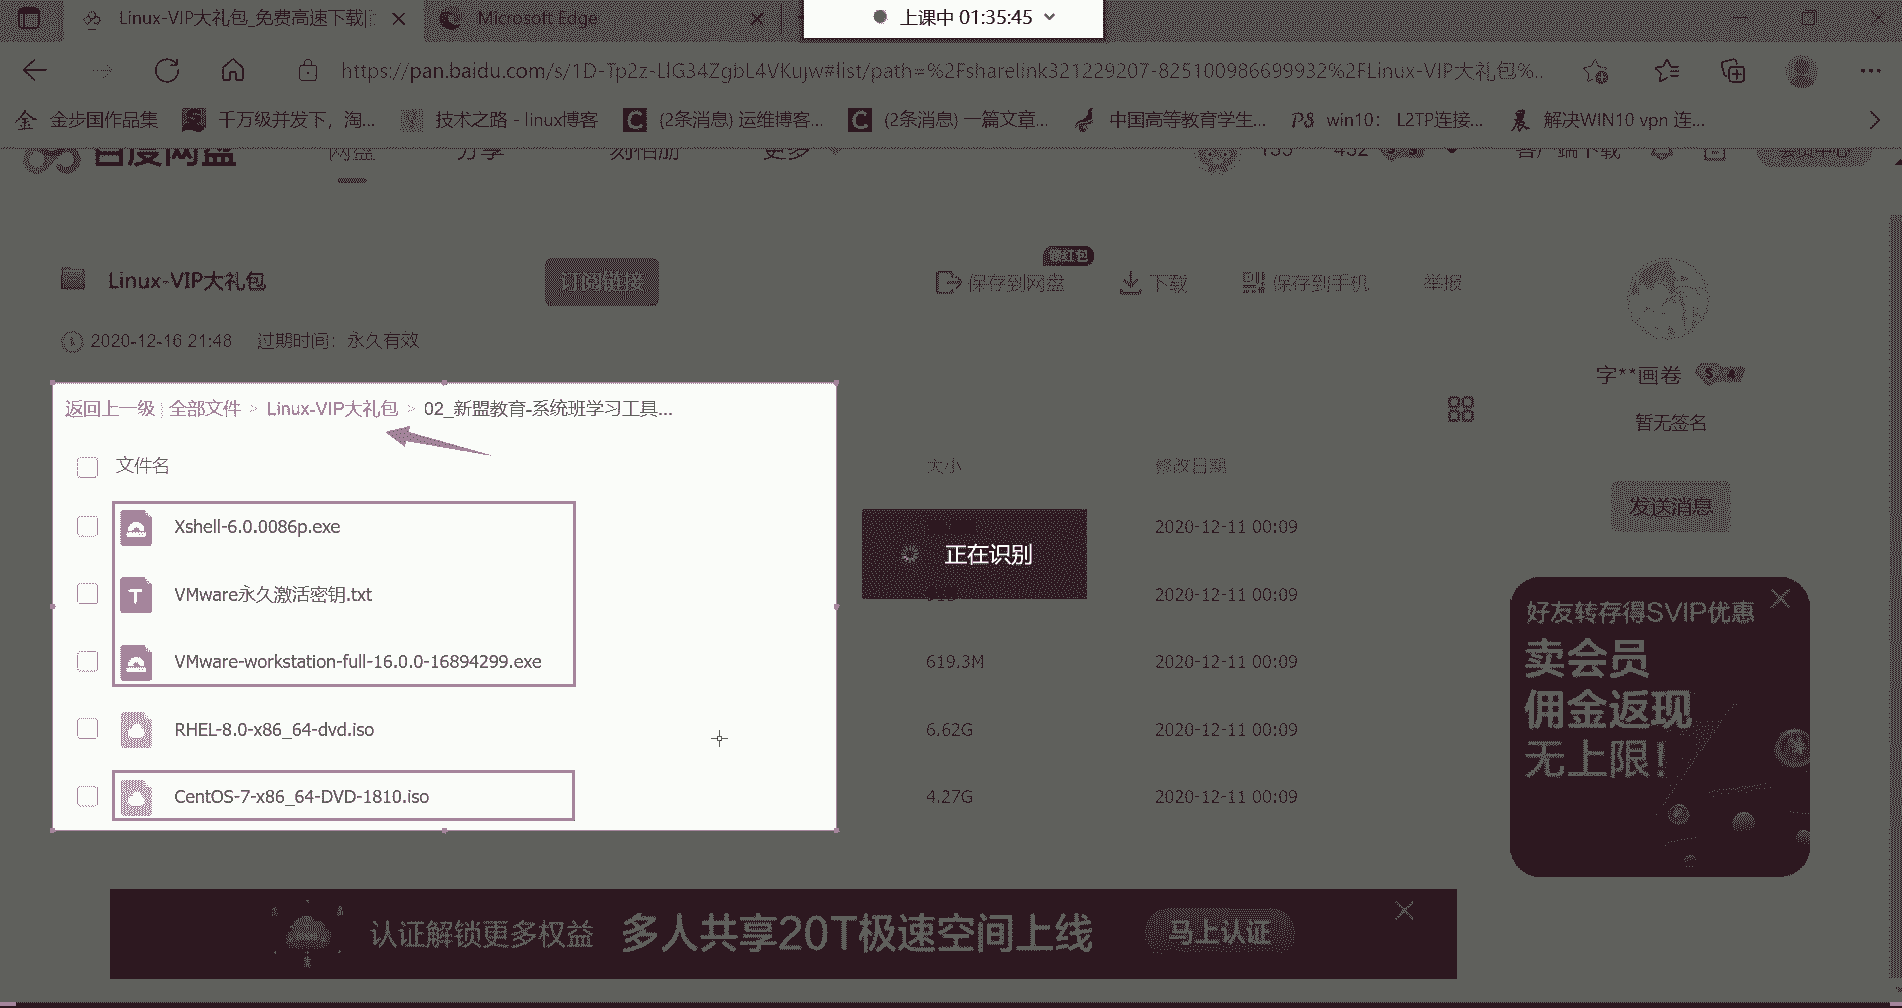 Linux-VIP大礼包_免费高速下载
Microsoft Edge
上课中 01:35:45
https://pan.baidu.com/s/1D-Tp2z-LlG34ZgbL4VKujw#list/path=%2Fsharelink321229207-825100986699932%2FLinux-VIP大礼包%...
金步国作品集
千万级并发下，淘...
技术之路 - linux博客
(2条消息) 运维博客...
(2条消息) 一篇文章...
中国高等教育学生...
win10： L2TP连接...
解决WIN10 vpn 连...
百度网盘
网盘
分享
更多
客户端下载
会员中心
Linux-VIP大礼包
订阅链接
保存到网盘
领红包
下载
保存到手机
举报
2020-12-16 21:48
过期时间：永久有效
字**画卷
暂无签名
发送消息
返回上一级 | 全部文件 > Linux-VIP大礼包 > 02_新盟教育-系统班学习工具...
文件名
大小
修改日期
Xshell-6.0.0086p.exe
2020-12-11 00:09
正在识别
VMware永久激活密钥.txt
2020-12-11 00:09
VMware-workstation-full-16.0.0-16894299.exe
619.3M
2020-12-11 00:09
RHEL-8.0-x86_64-dvd.iso
6.62G
2020-12-11 00:09
CentOS-7-x86_64-DVD-1810.iso
4.27G
2020-12-11 00:09
好友转存得SVIP优惠
卖会员
佣金返现
无上限！
认证解锁更多权益
多人共享20T极速空间上线
马上认证